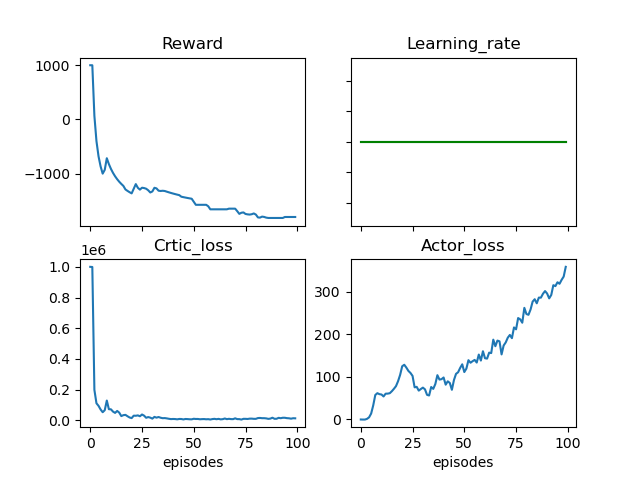 Reward
Learning_rate
1000
0
−1000
1e6
Crtic_loss
Actor_loss
1.0
0.8
0.6
0.4
0.2
0.0
300
200
100
0
0 25 50 75 100
0 25 50 75 100
episodes
episodes